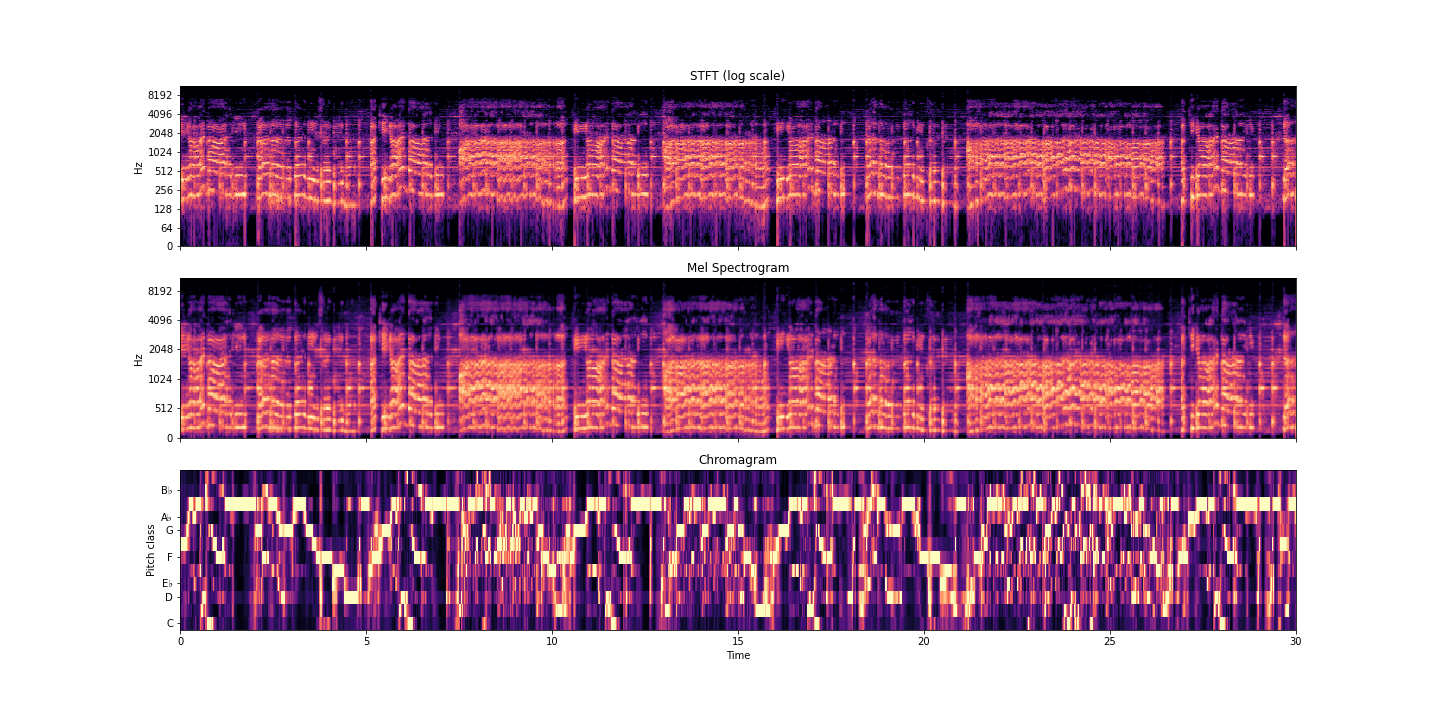 STFT (log scale)
8192
4096
2048
1024
512
256
128
64
0
Hz
Mel Spectrogram
8192
4096
2048
1024
512
0
Hz
Chromagram
B♭
A♭
G
F
E♭
D
C
Pitch class
0 5 10 15 20 25 30
Time